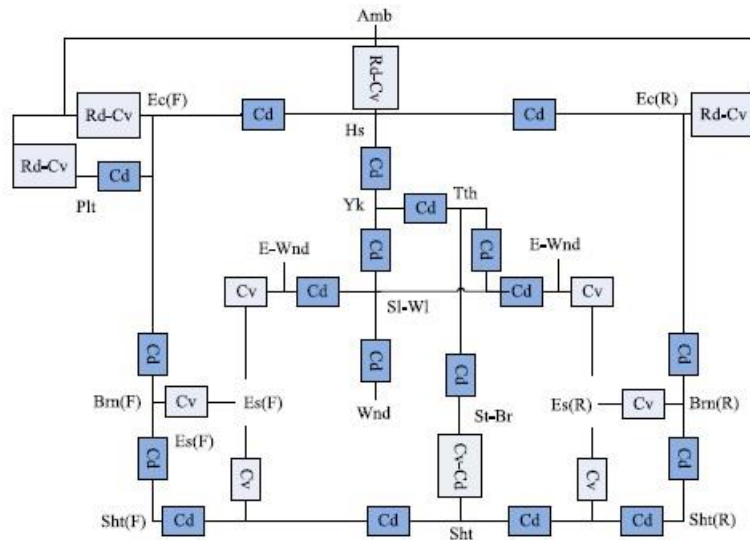 Amb
Rd-Cv
Ec(F)
Ec(R)
Rd-Cv
Cd
Cd
Rd-Cv
Hs
Rd-Cv
Cd
Cd
Plt
Yk
Cd
Tth
E-Wnd
Cd
Cd
E-Wnd
Cv
Cd
Cd
Cv
Sl-Wl
Cd
Cd
Cd
Cd
Brn(F)
Cv
Es(F)
Wnd
Es(R)
Cv
Brn(R)
St-Br
Es(F)
Cd
Cv
Cv-Cd
Cv
Cd
Sht(F)
Cd
Cd
Cd
Cd
Sht(R)
Sht